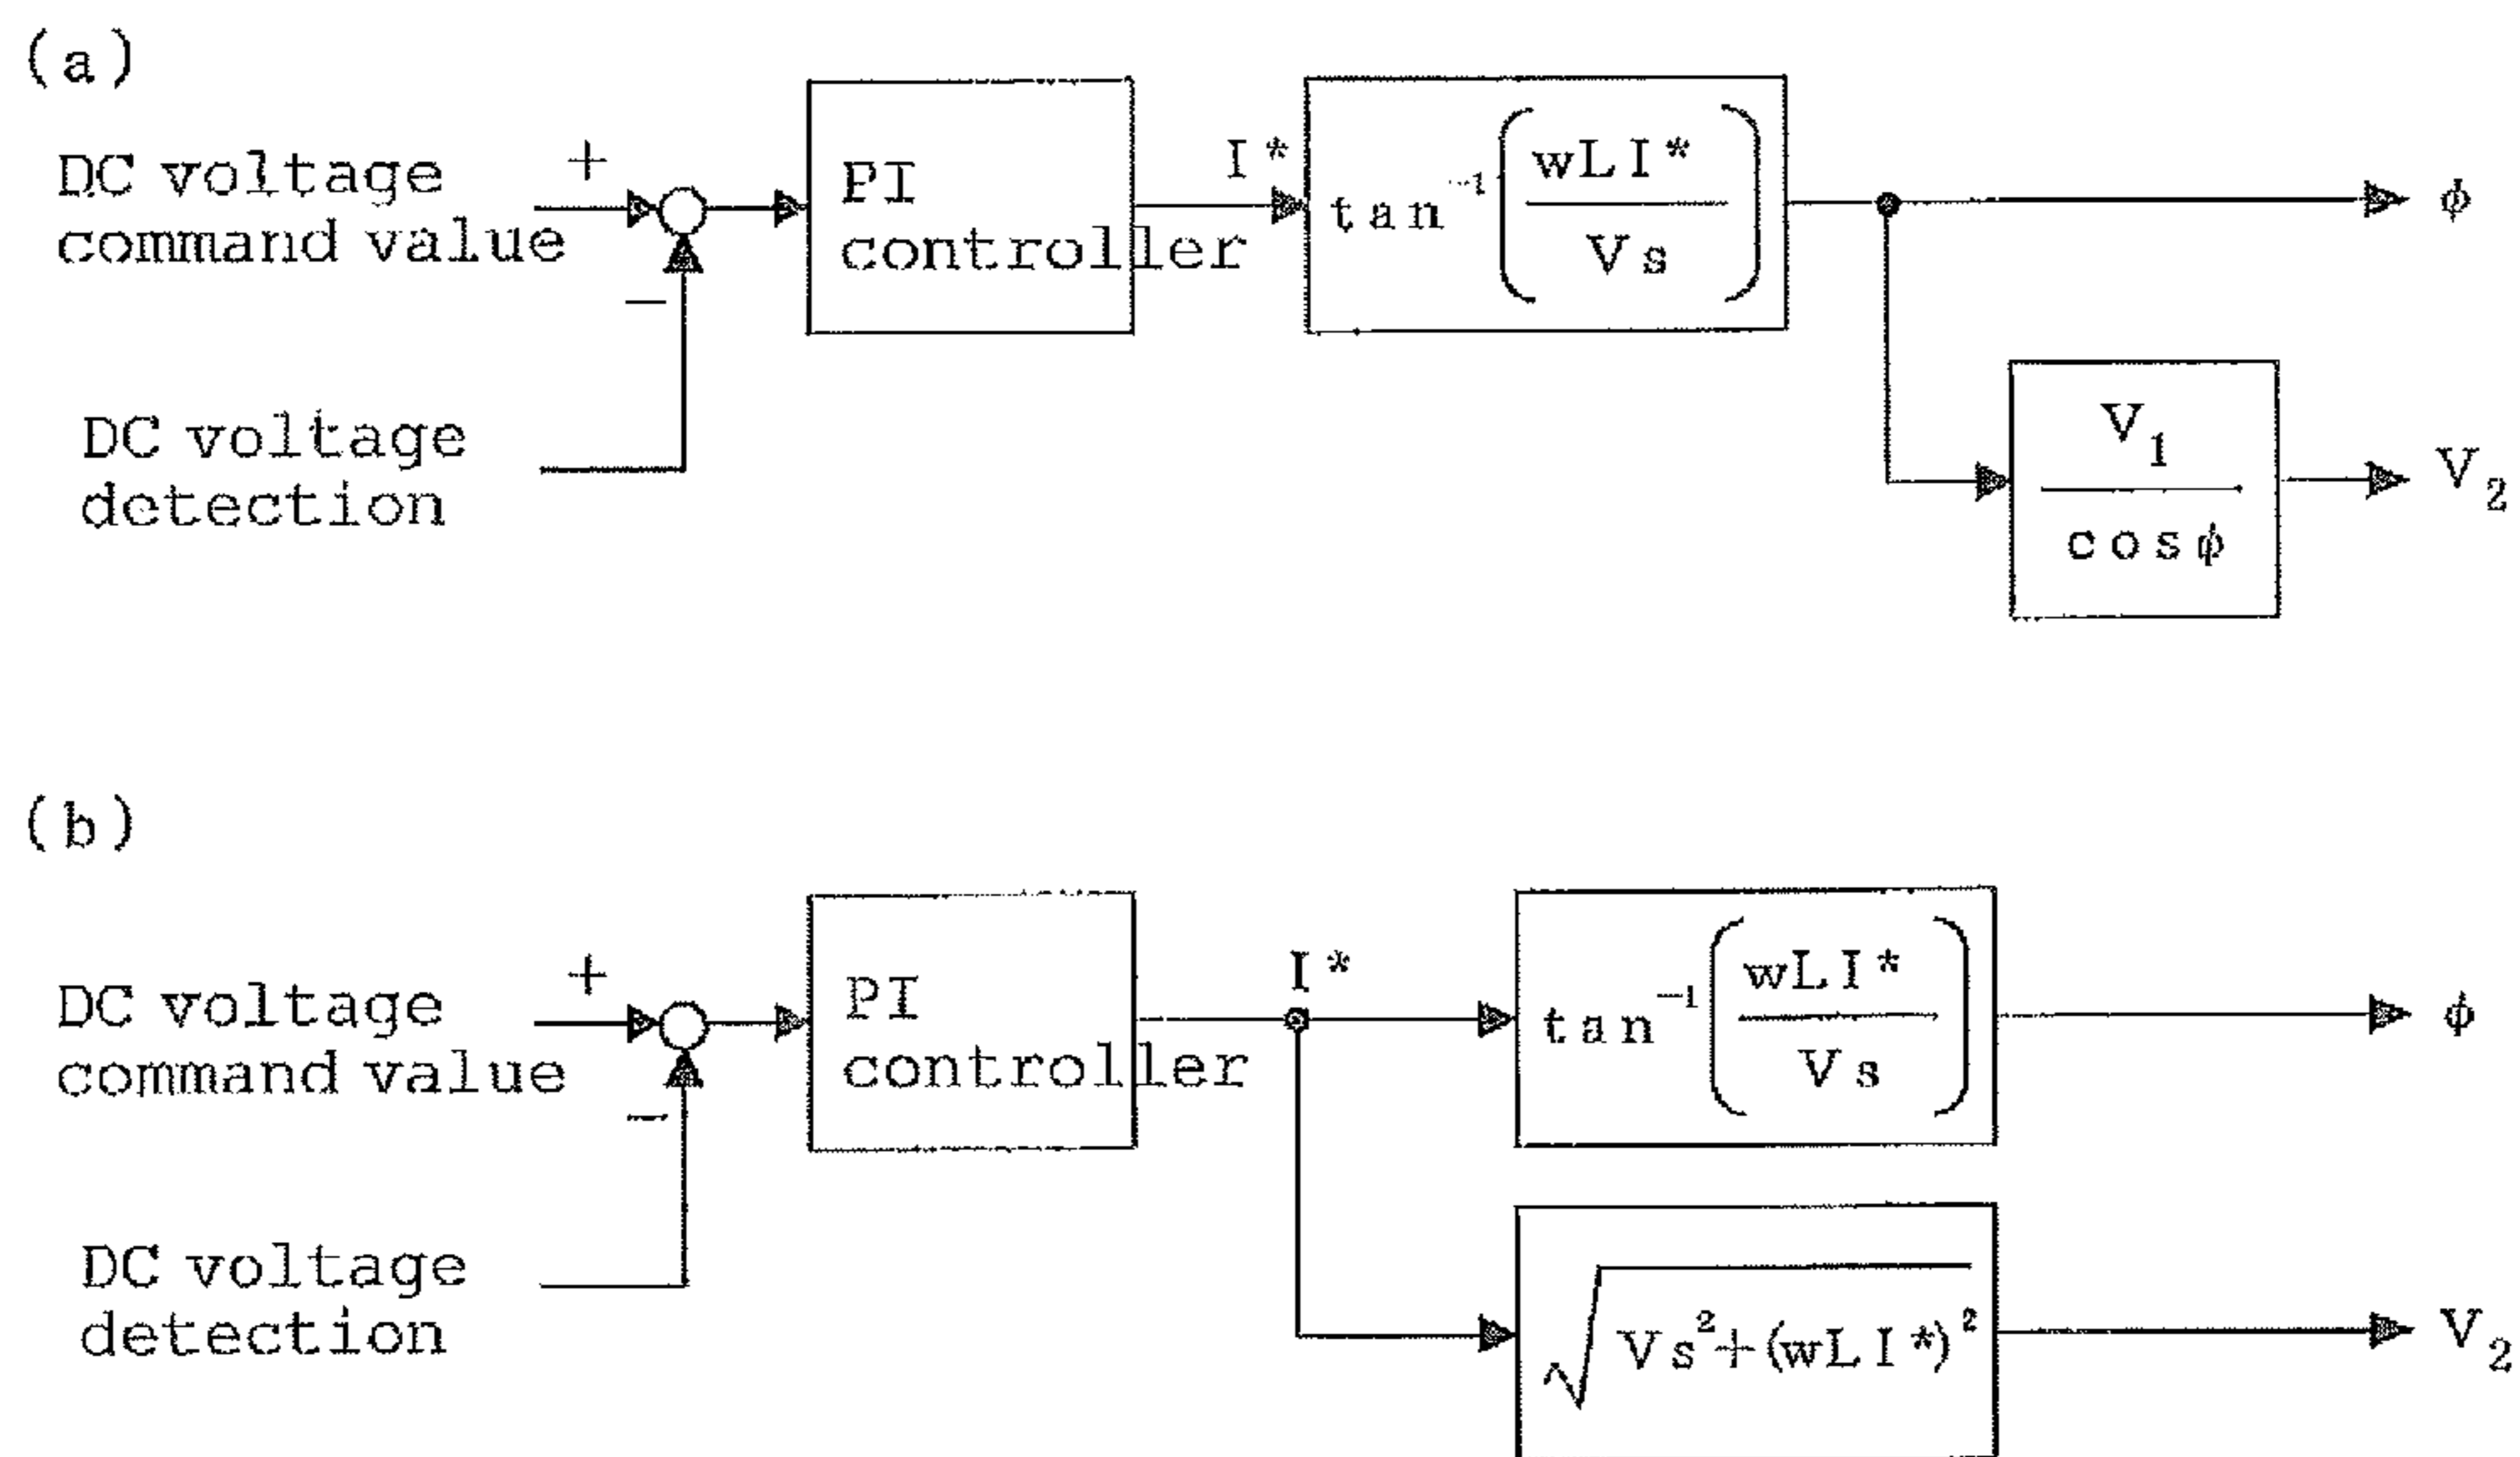 (a)
DC voltage
command value
+
−
DC voltage
detection
PI
controller
I*
tan⁻¹(wLI*/Vs)
ϕ
V₁
cosϕ
V₂
(b)
DC voltage
command value
+
−
DC voltage
detection
PI
controller
I*
tan⁻¹(wLI*/Vs)
ϕ
√Vs²+(wLI*)²
V₂